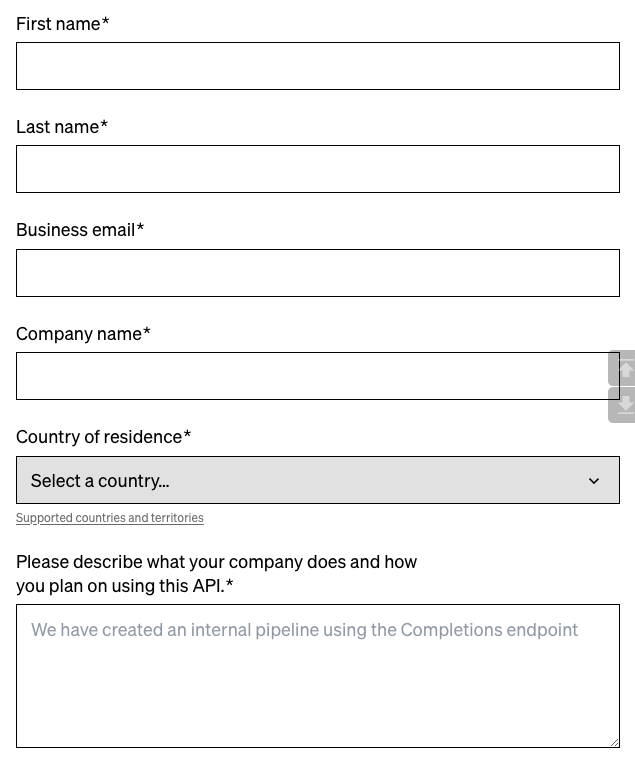 First name*
Last name*
Business email*
Company name*
Country of residence*
Select a country...
Supported countries and territories
Please describe what your company does and how
you plan on using this API.*
We have created an internal pipeline using the Completions endpoint